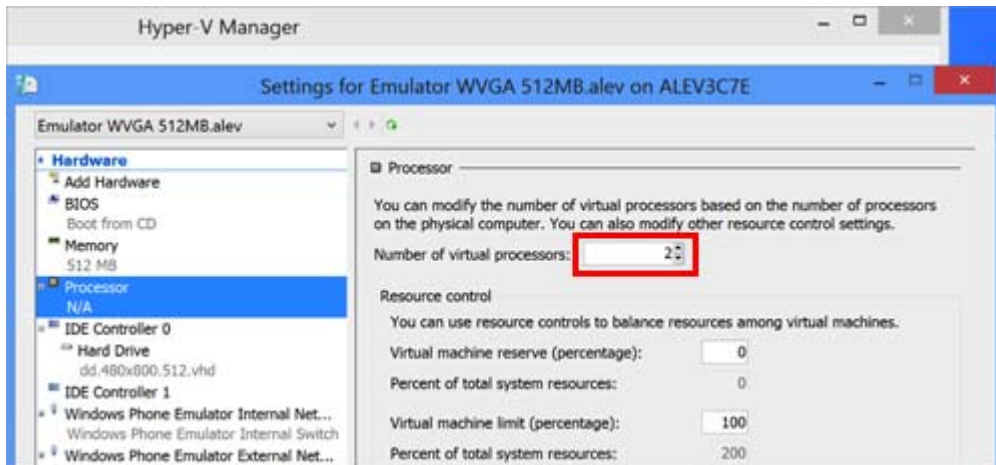 Hyper-V Manager
Settings for Emulator WVGA 512MB.alev on ALEV3C7E
Emulator WVGA 512MB.alev
Hardware
Add Hardware
BIOS
Boot from CD
Memory
512 MB
Processor
N/A
IDE Controller 0
Hard Drive
dd.480x800.512.vhd
IDE Controller 1
Windows Phone Emulator Internal Net...
Windows Phone Emulator Internal Switch
Windows Phone Emulator External Net...
Processor
You can modify the number of virtual processors based on the number of processors
on the physical computer. You can also modify other resource control settings.
Number of virtual processors: 2
Resource control
You can use resource controls to balance resources among virtual machines.
Virtual machine reserve (percentage): 0
Percent of total system resources: 0
Virtual machine limit (percentage): 100
Percent of total system resources: 200